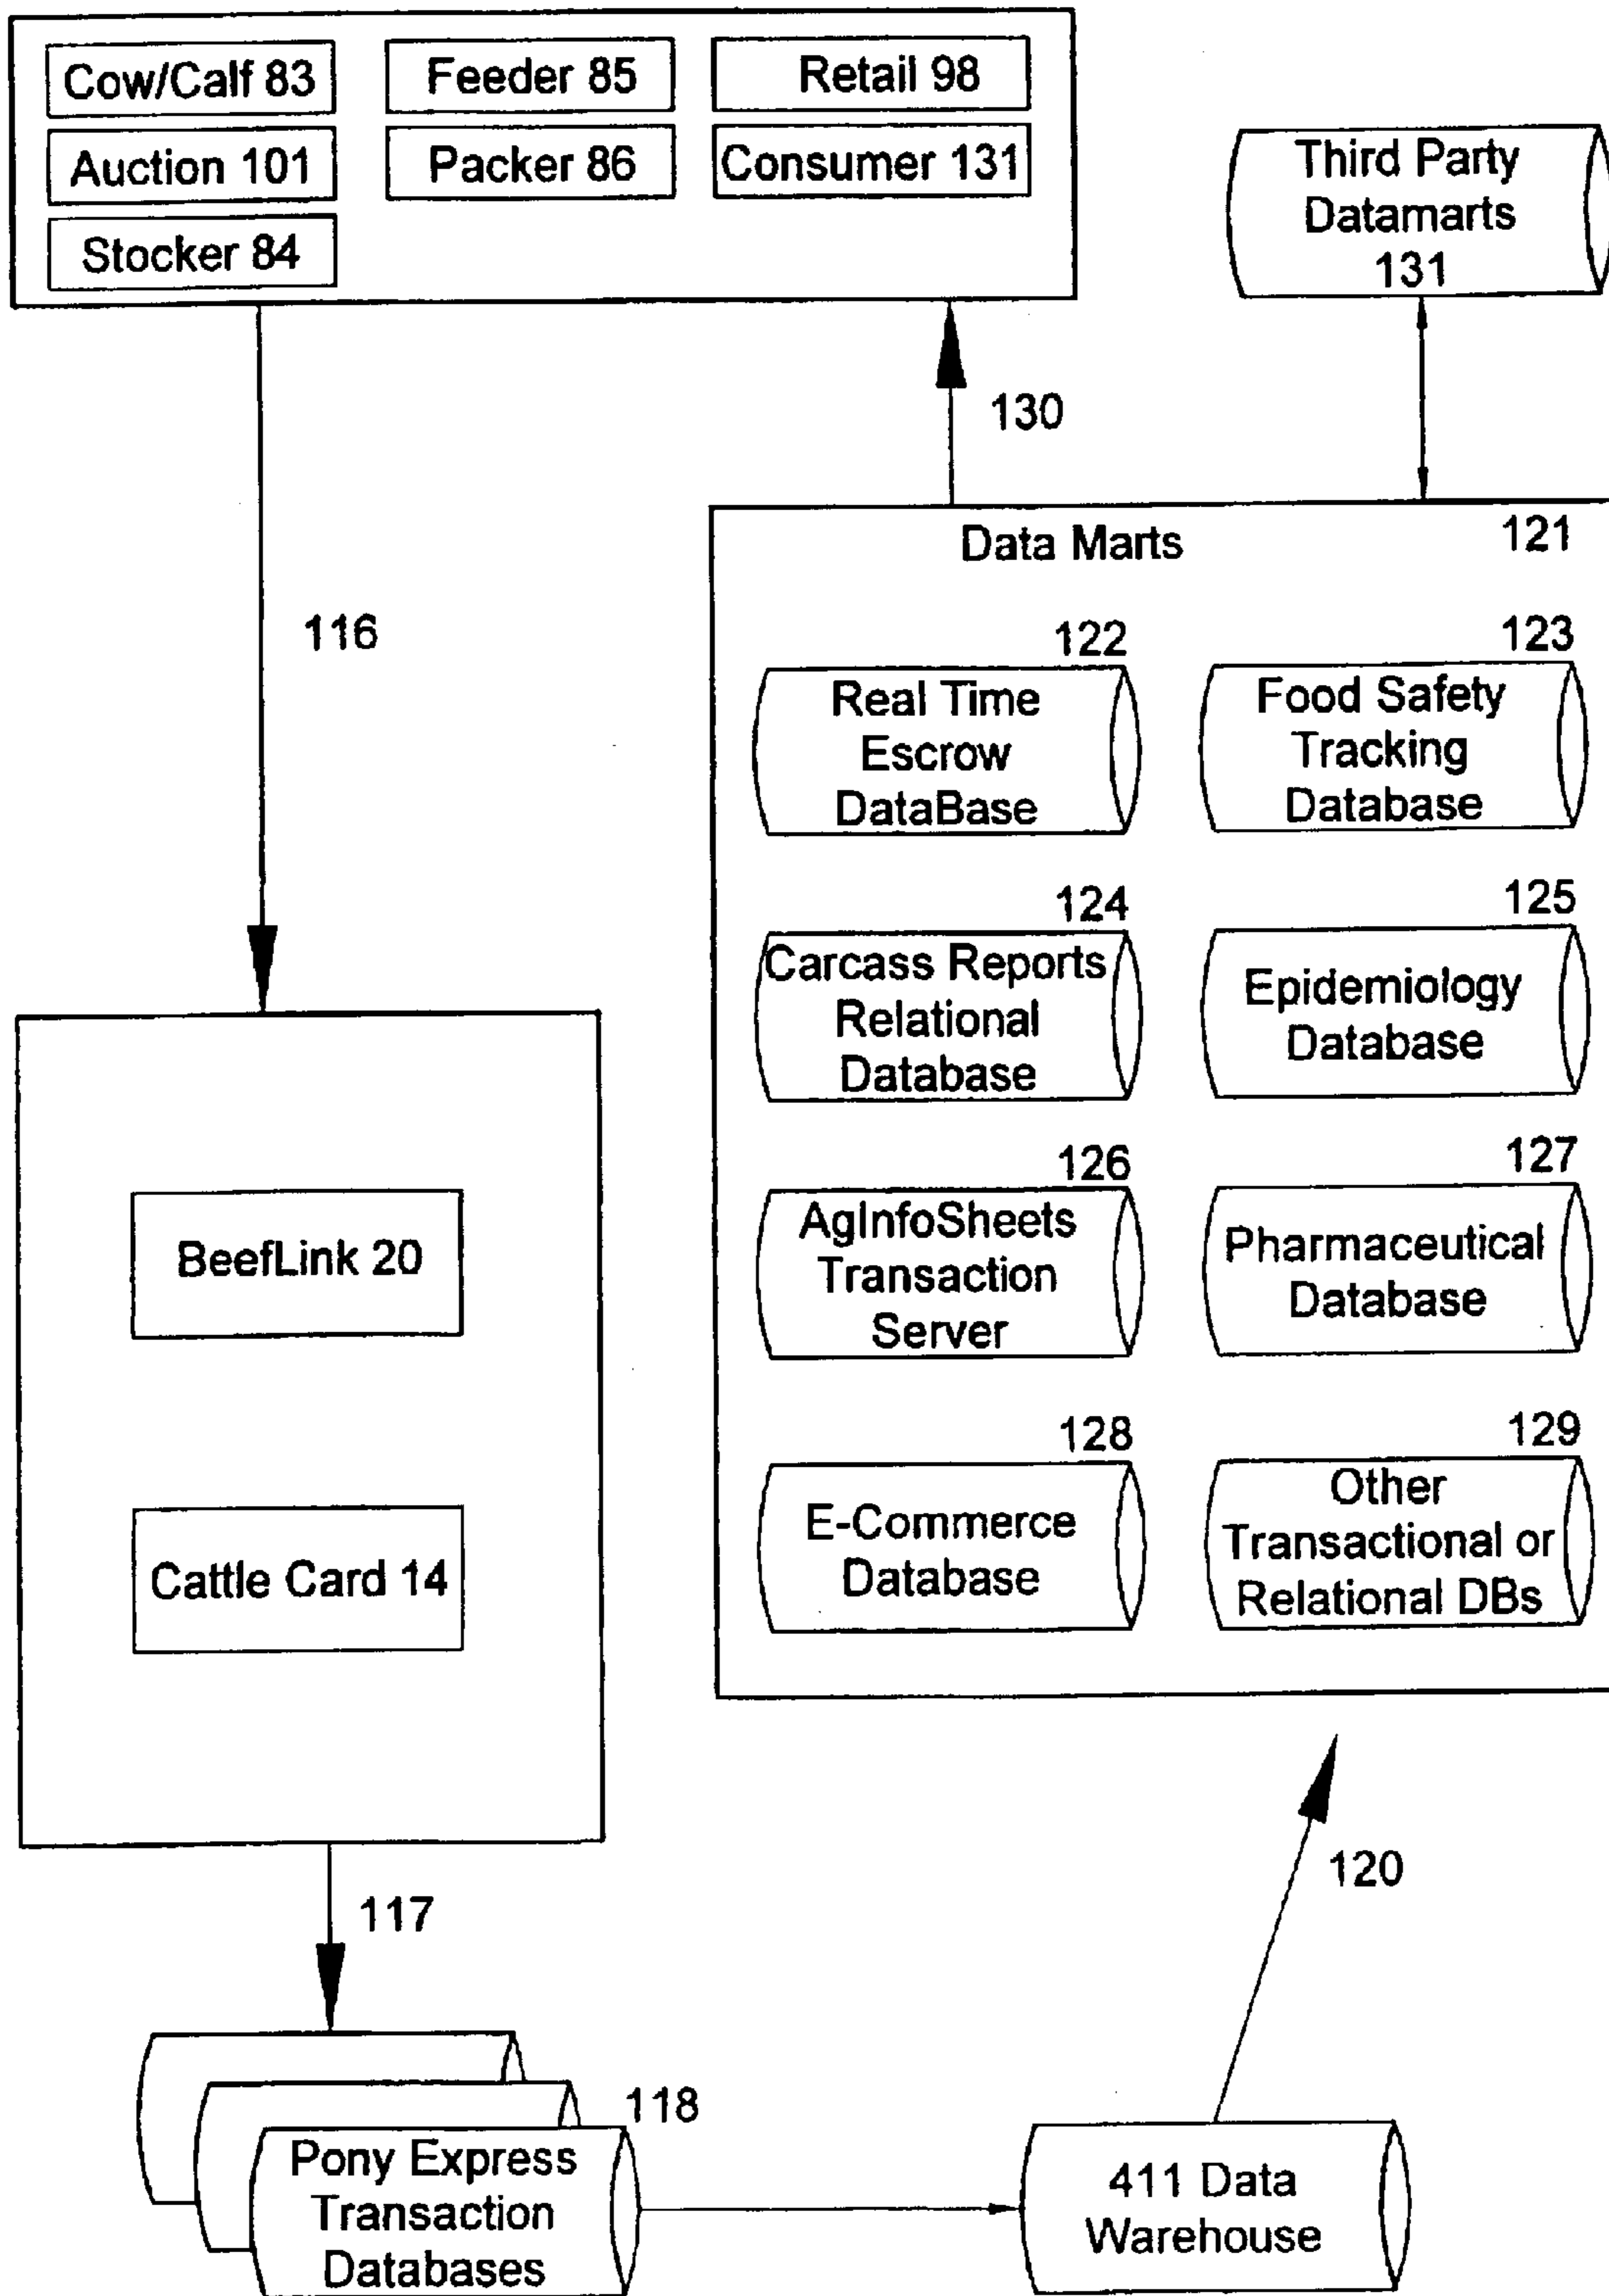 Cow/Calf 83
Feeder 85
Retail 98
Auction 101
Packer 86
Consumer 131
Stocker 84
Third Party
Datamarts
131
130
116
Data Marts
121
122
Real Time
Escrow
DataBase
123
Food Safety
Tracking
Database
124
Carcass Reports
Relational
Database
125
Epidemiology
Database
126
AgInfoSheets
Transaction
Server
127
Pharmaceutical
Database
128
E-Commerce
Database
129
Other
Transactional or
Relational DBs
BeefLink 20
Cattle Card 14
117
120
118
Pony Express
Transaction
Databases
411 Data
Warehouse